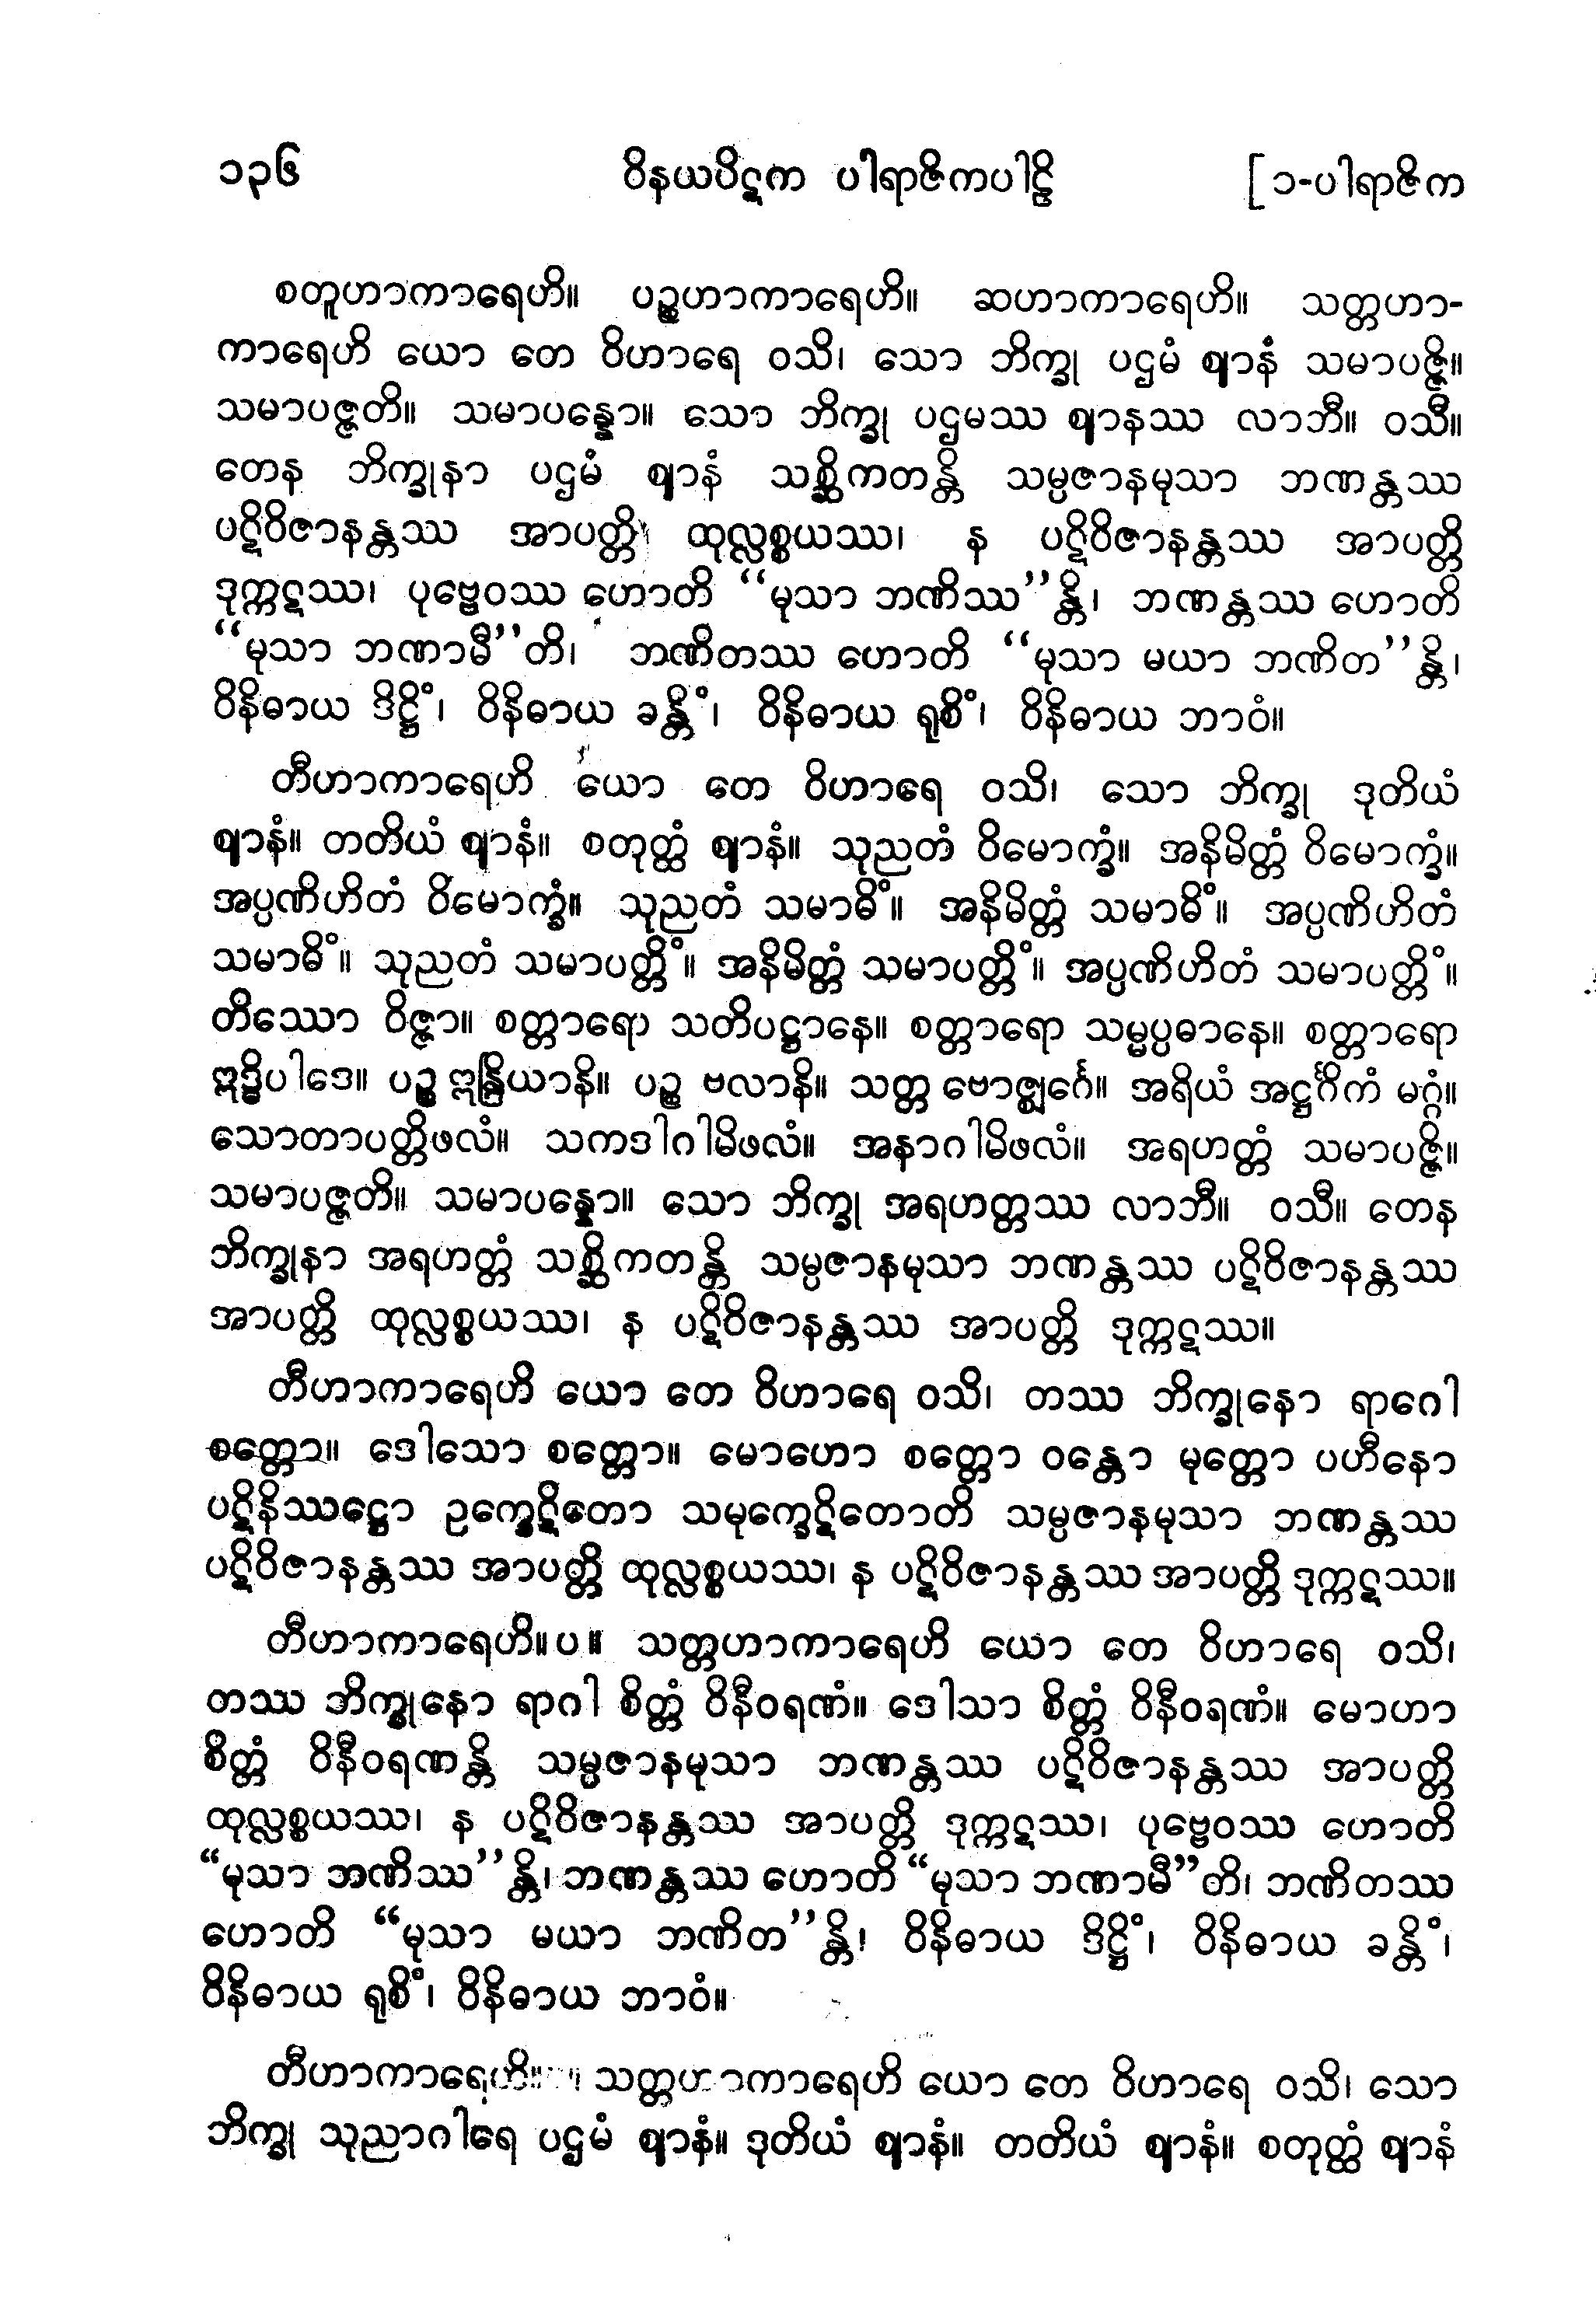 ၁၃၆ ဝိနယပိဋက ပါရာဇိကပါဠိ [ ၁-ပါရာဇိက
စတူဟာကာရေဟိ။ ပဉ္စဟာကာရေဟိ။ ဆဟာကာရေဟိ။ သတ္တဟာ-
ကာရေဟိ ယော တေ ဝိဟာရေ ဝသိ၊ သော ဘိက္ခု ပဌမံ ဈာနံ သမာပဇ္ဇိ။
သမာပဇ္ဇတိ။ သမာပန္နော။ သော ဘိက္ခု ပဌမဿ ဈာနဿ လာဘီ။ ဝသီ။
တေန ဘိက္ခုနာ ပဌမံ ဈာနံ သစ္ဆိကတန္တိ သမ္ပဇာနမုသာ ဘဏန္တဿ
ပဋိဝိဇာနန္တဿ အာပတ္တိ ထုလ္လစ္စယဿ၊ န ပဋိဝိဇာနန္တဿ အာပတ္တိ
ဒုက္ကဋဿ၊ ပုဗ္ဗေဝဿ ဟောတိ “မုသာ ဘဏိဿ”န္တိ၊ ဘဏန္တဿ ဟောတိ
“မုသာ ဘဏာမီ”တိ၊ ဘဏိတဿ ဟောတိ “မုသာ မယာ ဘဏိတ”န္တိ၊
ဝိနိဓာယ ဒိဋ္ဌိံ၊ ဝိနိဓာယ ခန္တိံ၊ ဝိနိဓာယ ရုစိံ၊ ဝိနိဓာယ ဘာဝံ။
တီဟာကာရေဟိ ယော တေ ဝိဟာရေ ဝသိ၊ သော ဘိက္ခု ဒုတိယံ
ဈာနံ။ တတိယံ ဈာနံ။ စတုတ္ထံ ဈာနံ။ သုညတံ ဝိမောက္ခံ။ အနိမိတ္တံ ဝိမောက္ခံ။
အပ္ပဏိဟိတံ ဝိမောက္ခံ။ သုညတံ သမာဓိံ။ အနိမိတ္တံ သမာဓိံ။ အပ္ပဏိဟိတံ
သမာဓိံ။ သုညတံ သမာပတ္တိံ။ အနိမိတ္တံ သမာပတ္တိံ။ အပ္ပဏိဟိတံ သမာပတ္တိံ။
တိဿော ဝိဇ္ဇာ။ စတ္တာရော သတိပဋ္ဌာနေ။ စတ္တာရော သမ္မပ္ပဓာနေ။ စတ္တာရော
ဣဒ္ဓိပါဒေ။ ပဉ္စ ဣန္ဒြိယာနိ။ ပဉ္စ ဗလာနိ။ သတ္တ ဗောဇ္ဈင်္ဂေ။ အရိယံ အဋ္ဌင်္ဂိကံ မဂ္ဂံ။
သောတာပတ္တိဖလံ။ သကဒါဂါမိဖလံ။ အနာဂါမိဖလံ။ အရဟတ္တံ သမာပဇ္ဇိ။
သမာပဇ္ဇတိ။ သမာပန္နော။ သော ဘိက္ခု အရဟတ္တဿ လာဘီ။ ဝသီ။ တေန
ဘိက္ခုနာ အရဟတ္တံ သစ္ဆိကတန္တိ သမ္ပဇာနမုသာ ဘဏန္တဿ ပဋိဝိဇာနန္တဿ
အာပတ္တိ ထုလ္လစ္စယဿ၊ န ပဋိဝိဇာနန္တဿ အာပတ္တိ ဒုက္ကဋဿ။
တီဟာကာရေဟိ ယော တေ ဝိဟာရေ ဝသိ၊ တဿ ဘိက္ခုနော ရာဂေါ
စတ္တော။ ဒေါသော စတ္တော။ မောဟော စတ္တော ဝန္တော မုတ္တော ပဟီနော
ပဋိနိဿဋ္ဌော ဥက္ခေဋိတော သမုက္ခေဋိတောတိ သမ္ပဇာနမုသာ ဘဏန္တဿ
ပဋိဝိဇာနန္တဿ အာပတ္တိ ထုလ္လစ္စယဿ၊ န ပဋိဝိဇာနန္တဿ အာပတ္တိ ဒုက္ကဋဿ။
တီဟာကာရေဟိ။ပ။ သတ္တဟာကာရေဟိ ယော တေ ဝိဟာရေ ဝသိ၊
တဿ ဘိက္ခုနော ရာဂါ စိတ္တံ ဝိနီဝရဏံ။ ဒေါသာ စိတ္တံ ဝိနီဝရဏံ။ မောဟာ
စိတ္တံ ဝိနီဝရဏန္တိ သမ္ပဇာနမုသာ ဘဏန္တဿ ပဋိဝိဇာနန္တဿ အာပတ္တိ
ထုလ္လစ္စယဿ၊ န ပဋိဝိဇာနန္တဿ အာပတ္တိ ဒုက္ကဋဿ၊ ပုဗ္ဗေဝဿ ဟောတိ
“မုသာ ဘဏိဿ”န္တိ၊ ဘဏန္တဿ ဟောတိ “မုသာ ဘဏာမီ”တိ၊ ဘဏိတဿ
ဟောတိ “မုသာ မယာ ဘဏိတ”န္တိ၊ ဝိနိဓာယ ဒိဋ္ဌိံ၊ ဝိနိဓာယ ခန္တိံ၊
ဝိနိဓာယ ရုစိံ၊ ဝိနိဓာယ ဘာဝံ။
တီဟာကာရေဟိ။ သတ္တဟာကာရေဟိ ယော တေ ဝိဟာရေ ဝသိ၊ သော
ဘိက္ခု သုညာဂါရေ ပဌမံ ဈာနံ။ ဒုတိယံ ဈာနံ။ တတိယံ ဈာနံ။ စတုတ္ထံ ဈာနံ